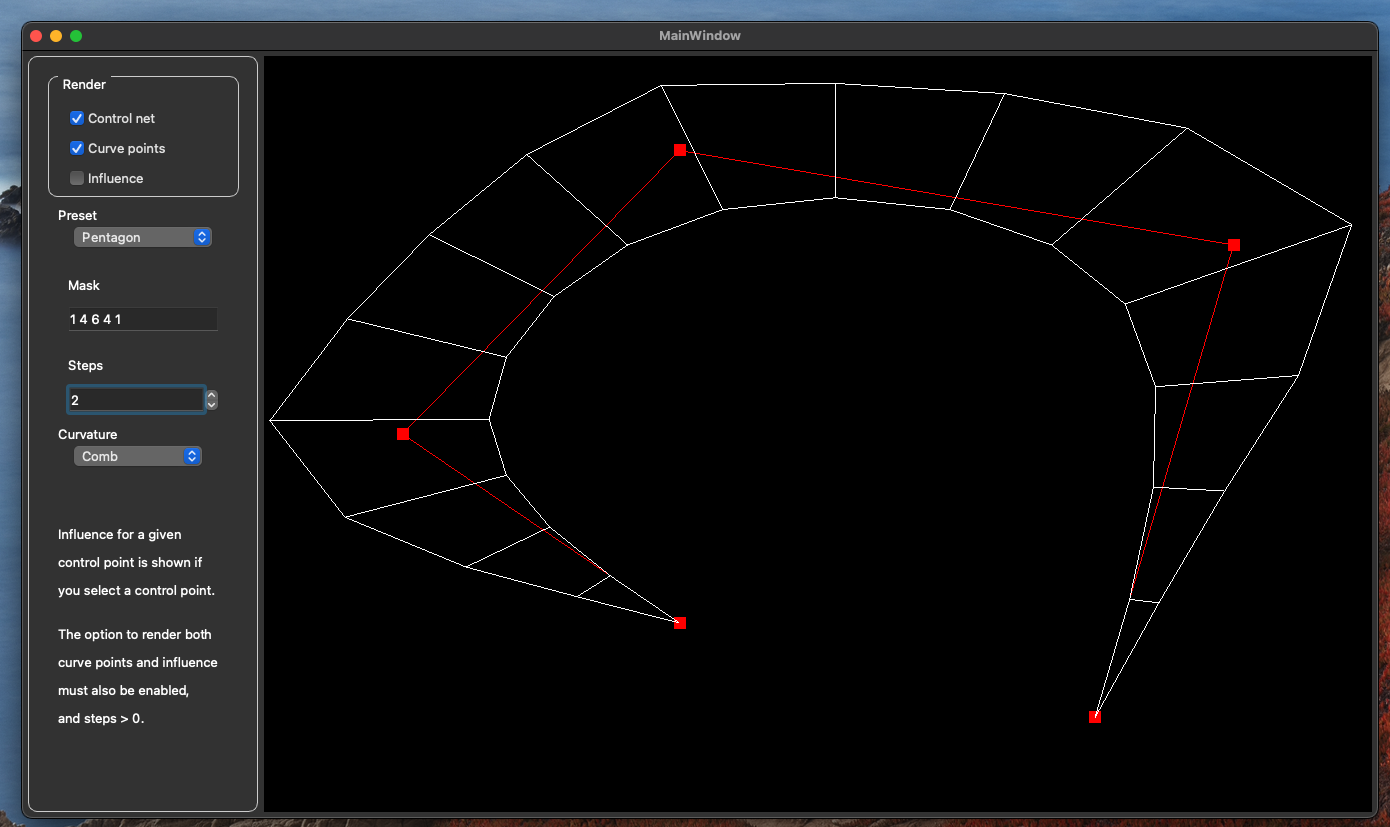 MainWindow
Render
Control net
Curve points
Influence
Preset
Pentagon
Mask
1 4 6 4 1
Steps
2
Curvature
Comb
Influence for a given
control point is shown if
you select a control point.
The option to render both
curve points and influence
must also be enabled,
and steps > 0.